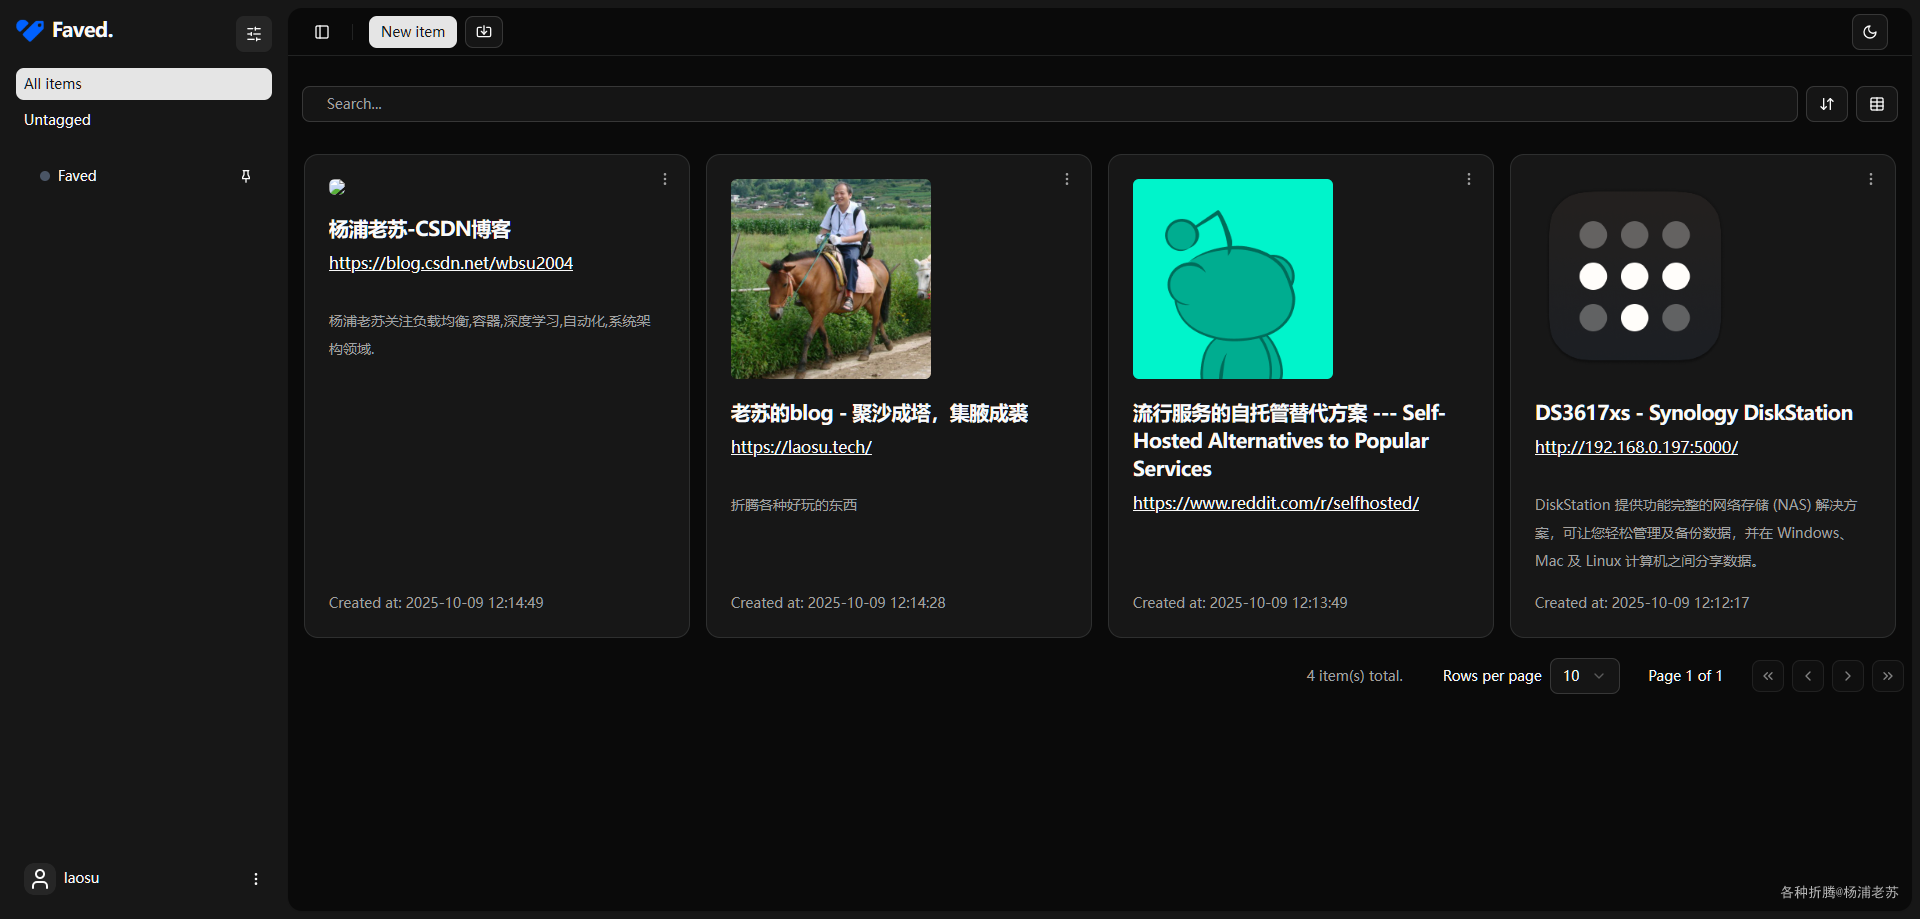 Faved.
New item
All items
Untagged
Faved
Search...
杨浦老苏-CSDN博客
https://blog.csdn.net/wbsu2004
杨浦老苏关注负载均衡,容器,深度学习,自动化,系统架
构领域.
Created at: 2025-10-09 12:14:49
老苏的blog - 聚沙成塔，集腋成裘
https://laosu.tech/
折腾各种好玩的东西
Created at: 2025-10-09 12:14:28
流行服务的自托管替代方案 --- Self-
Hosted Alternatives to Popular
Services
https://www.reddit.com/r/selfhosted/
Created at: 2025-10-09 12:13:49
DS3617xs - Synology DiskStation
http://192.168.0.197:5000/
DiskStation 提供功能完整的网络存储 (NAS) 解决方
案，可让您轻松管理及备份数据，并在 Windows、
Mac 及 Linux 计算机之间分享数据。
Created at: 2025-10-09 12:12:17
4 item(s) total.
Rows per page
10
Page 1 of 1
laosu
各种折腾@杨浦老苏